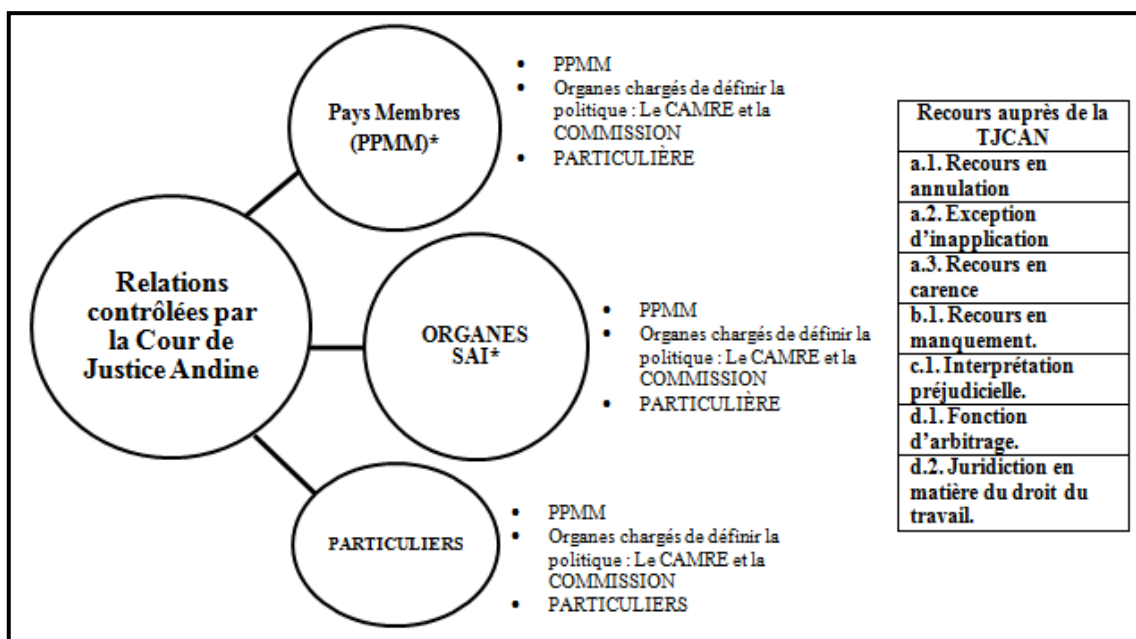 Relations
contrôlées par
la Cour de
Justice Andine
Pays Membres
(PPMM)*
• PPMM
• Organes chargés de définir la
politique : Le CAMRE et la
COMMISSION
• PARTICULIÈRE
ORGANES
SAI*
• PPMM
• Organes chargés de définir la
politique : Le CAMRE et la
COMMISSION
• PARTICULIÈRE
PARTICULIERS
• PPMM
• Organes chargés de définir la
politique : Le CAMRE et la
COMMISSION
• PARTICULIERS
Recours auprès de la
TJCAN
a.1. Recours en
annulation
a.2. Exception
d'inapplication
a.3. Recours en
carence
b.1. Recours en
manquement.
c.1. Interprétation
préjudicielle.
d.1. Fonction
d'arbitrage.
d.2. Juridiction en
matière du droit du
travail.